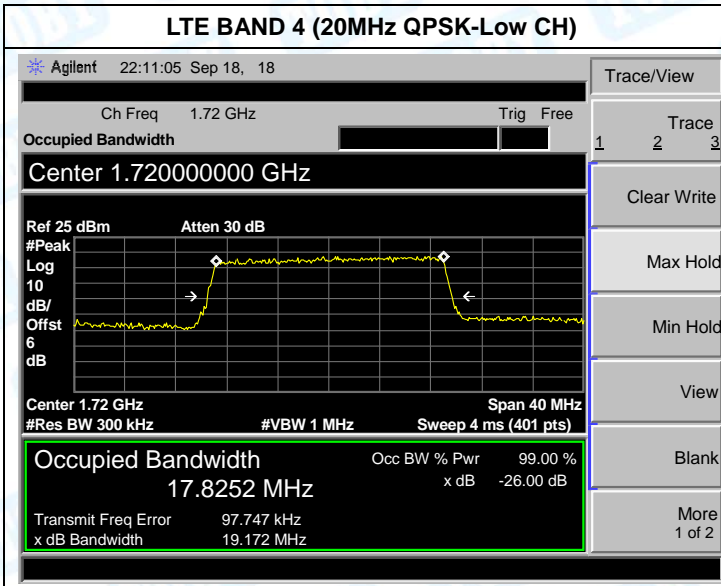 LTE BAND 4 (20MHz QPSK-Low CH)
Agilent 22:11:05 Sep 18, 18
Trace/View
Ch Freq 1.72 GHz Trig Free
Occupied Bandwidth
Trace
1 2 3
Center 1.720000000 GHz
Clear Write
Ref 25 dBm Atten 30 dB
#Peak
Log
10
dB/
Offst
6
dB
Max Hold
Min Hold
View
Center 1.72 GHz Span 40 MHz
#Res BW 300 kHz #VBW 1 MHz Sweep 4 ms (401 pts)
Occupied Bandwidth
17.8252 MHz
Occ BW % Pwr 99.00 %
x dB -26.00 dB
Blank
Transmit Freq Error 97.747 kHz
x dB Bandwidth 19.172 MHz
More
1 of 2